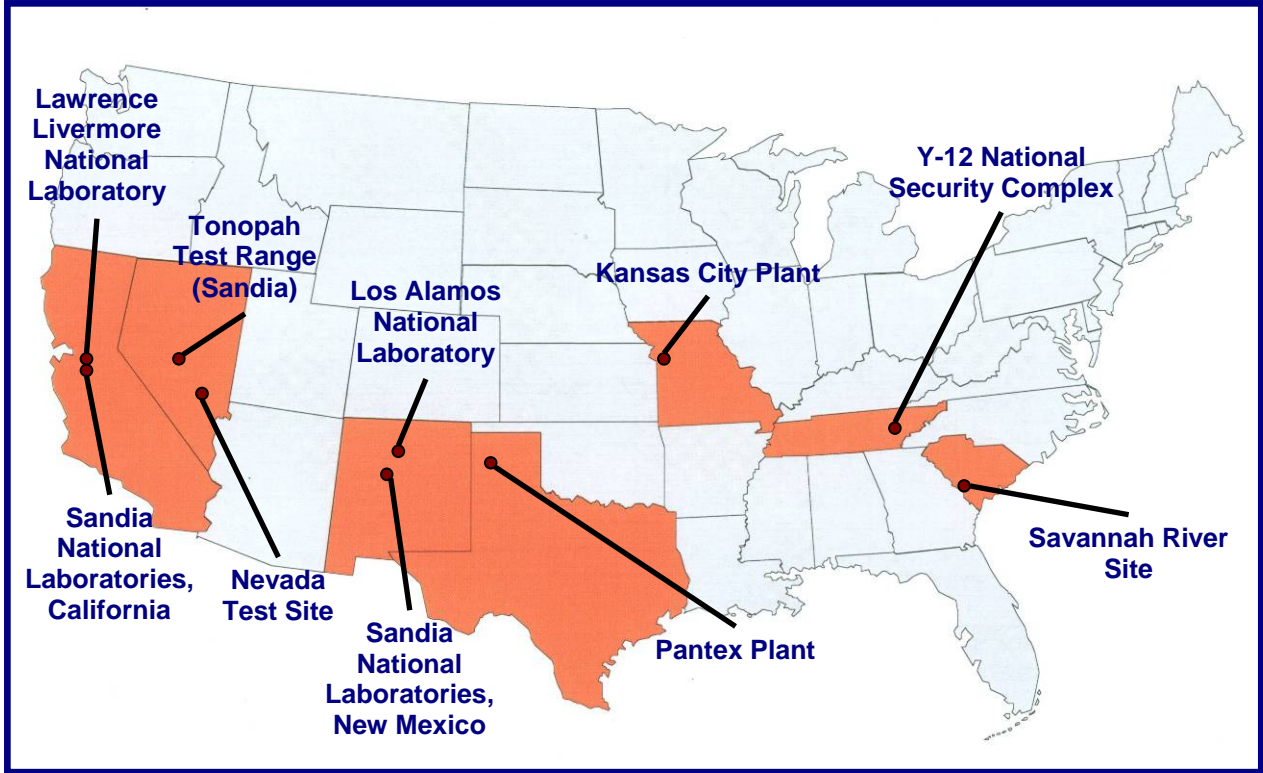 Lawrence
Livermore
National
Laboratory
Tonopah
Test Range
(Sandia)
Los Alamos
National
Laboratory
Kansas City Plant
Y-12 National
Security Complex
Sandia
National
Laboratories,
California
Nevada
Test Site
Sandia
National
Laboratories,
New Mexico
Pantex Plant
Savannah River
Site